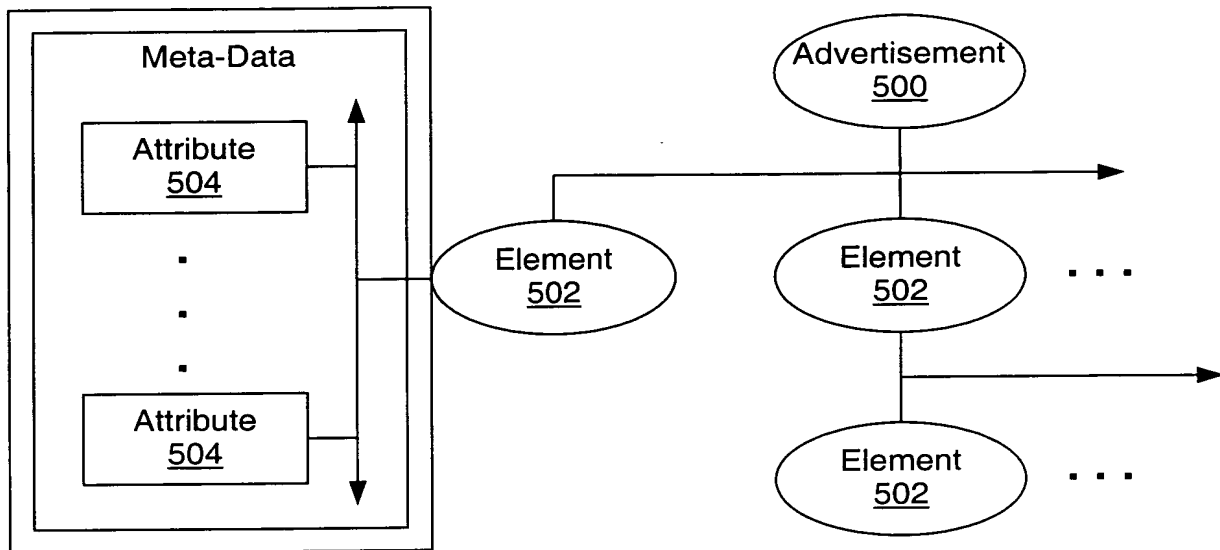 Meta-Data
Attribute
504
Attribute
504
Advertisement
500
Element
502
Element
502
Element
502